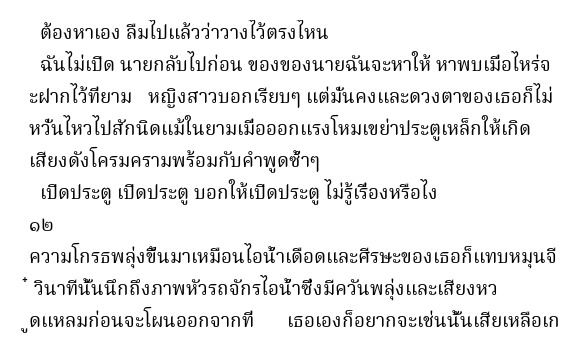 ต้องหาเอง ลืมไปแล้วว่าวางไว้ตรงไหน
ฉันไม่เปิด นายกลับไปก่อน ของของนายฉันจะหาให้ หาพบเมื่อไหร่จ
ะฝากไว้ที่ยาม หญิงสาวบอกเรียบๆ แต่มั่นคงและดวงตาของเธอก็ไม่
หวั่นไหวไปสักนิดแม้ในยามเมื่อออกแรงโหมเขย่าประตูเหล็กให้เกิด
เสียงดังโครมครามพร้อมกับคำพูดซ้ำๆ
เปิดประตู เปิดประตู บอกให้เปิดประตู ไม่รู้เรื่องหรือไง
๑๒
ความโกรธพลุ่งขึ้นมาเหมือนไอน้ำเดือดและศีรษะของเธอก็แทบหมุนจี
๋ วินาทีนั้นนึกถึงภาพหัวรถจักรไอน้ำซึ่งมีควันพลุ่งและเสียงหว
ูดแหลมก่อนจะโผนออกจากที่ เธอเองก็อยากจะเช่นนั้นเสียเหลือเก